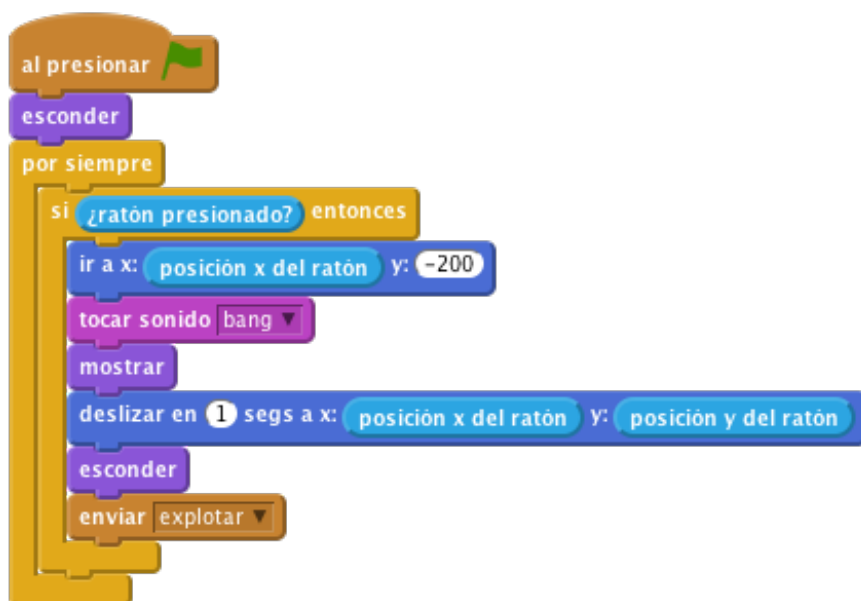 al presionar
esconder
por siempre
si ¿ratón presionado? entonces
ir a x: posición x del ratón y: -200
tocar sonido bang
mostrar
deslizar en 1 segs a x: posición x del ratón y: posición y del ratón
esconder
enviar explotar